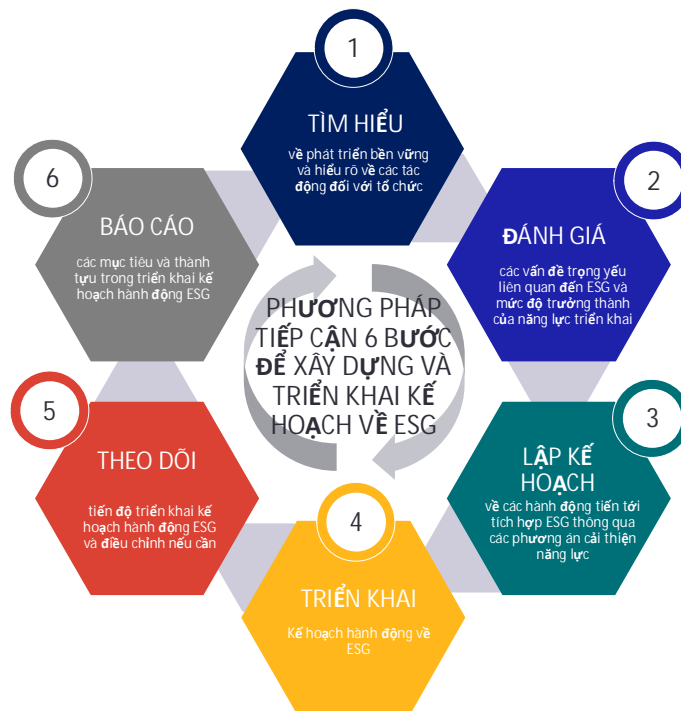 1
TÌM HIỂU
về phát triển bền vững
và hiểu rõ về các tác
động đối với tổ chức
2
ĐÁNH GIÁ
các vấn đề trọng yếu
liên quan đến ESG và
mức độ trưởng thành
của năng lực triển khai
3
LẬP KẾ
HOẠCH
về các hành động tiến tới
tích hợp ESG thông qua
các phương án cải thiện
năng lực
4
TRIỂN KHAI
Kế hoạch hành động về
ESG
5
THEO DÕI
tiến độ triển khai kế
hoạch hành động ESG
và điều chỉnh nếu cần
6
BÁO CÁO
các mục tiêu và thành
tựu trong triển khai kế
hoạch hành động ESG
PHƯƠNG PHÁP
TIẾP CẬN 6 BƯỚC
ĐỂ XÂY DỰNG VÀ
TRIỂN KHAI KẾ
HOẠCH VỀ ESG